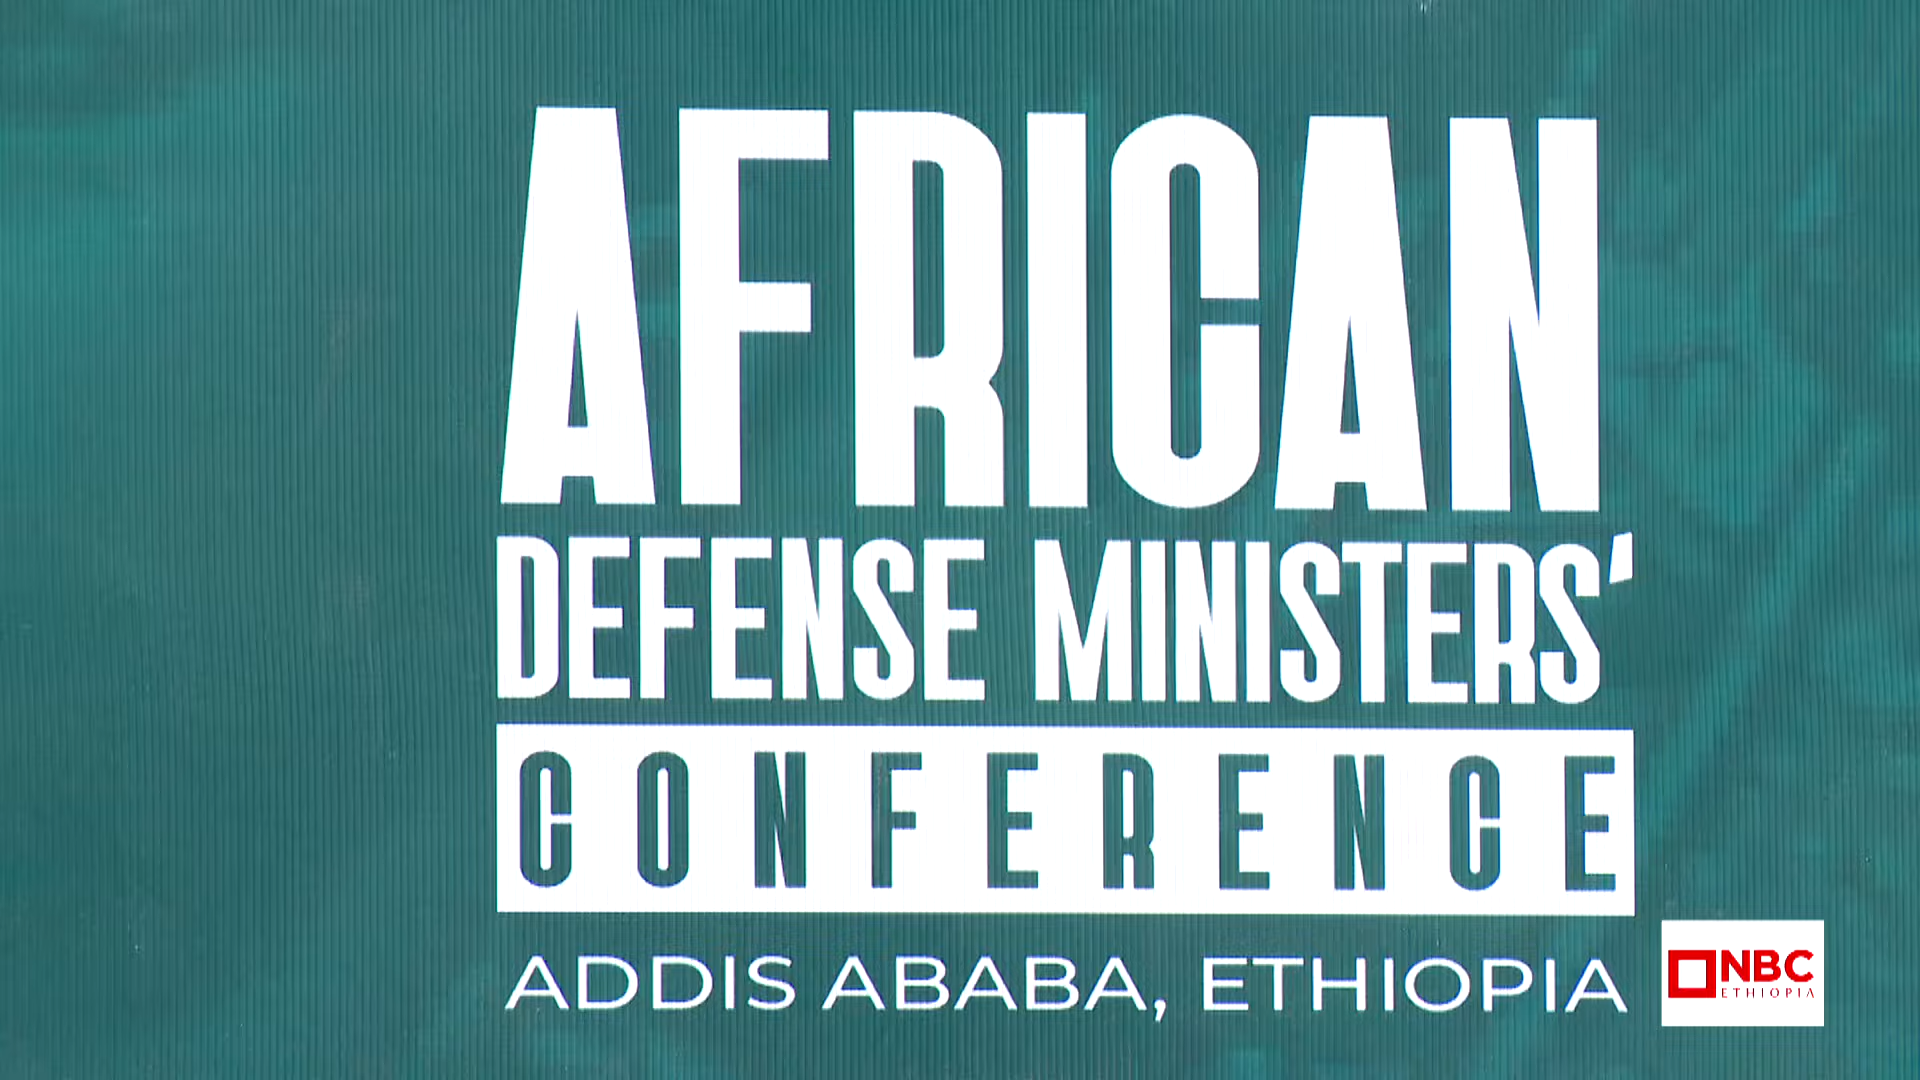 AFRICAN
DEFENSE MINISTERS'
CONFERENCE
ADDIS ABABA, ETHIOPIA
NBC
ETHIOPIA